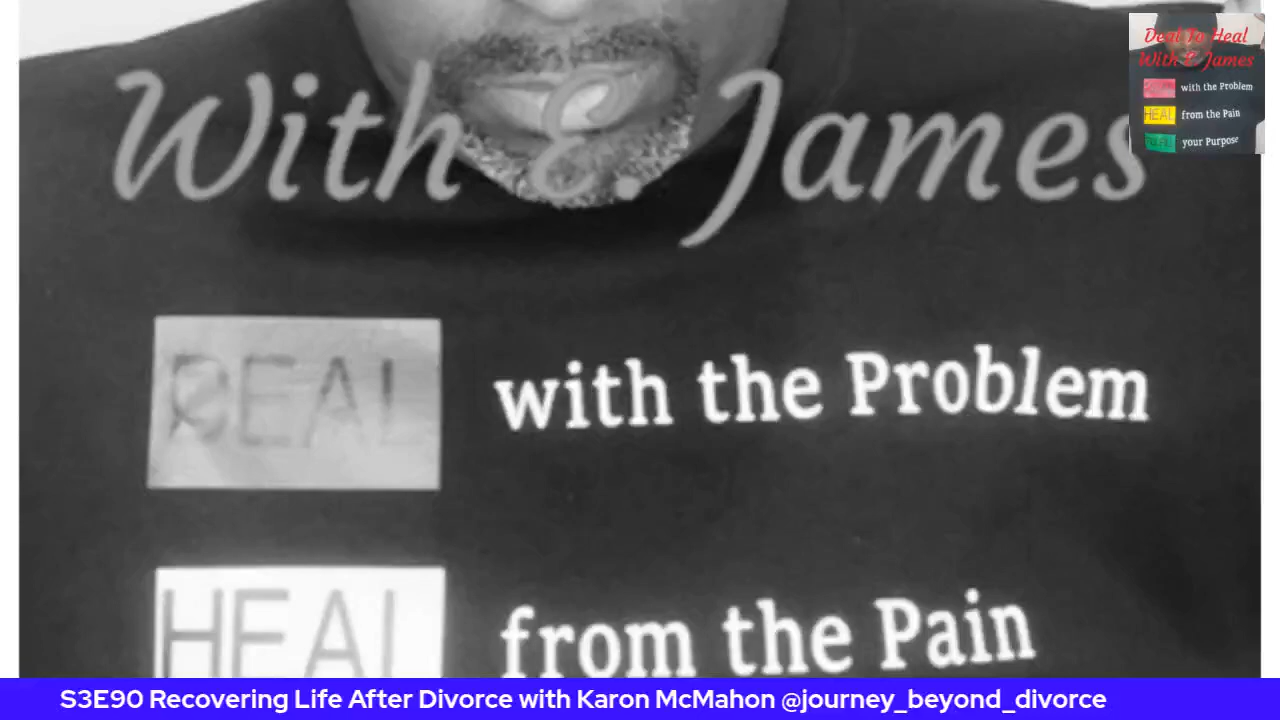 With E. James
DEAL with the Problem
HEAL from the Pain
S3E90 Recovering Life After Divorce with Karon McMahon @journey_beyond_divorce
Deal To Heal
With E. James
with the Problem
HEAL from the Pain
your Purpose